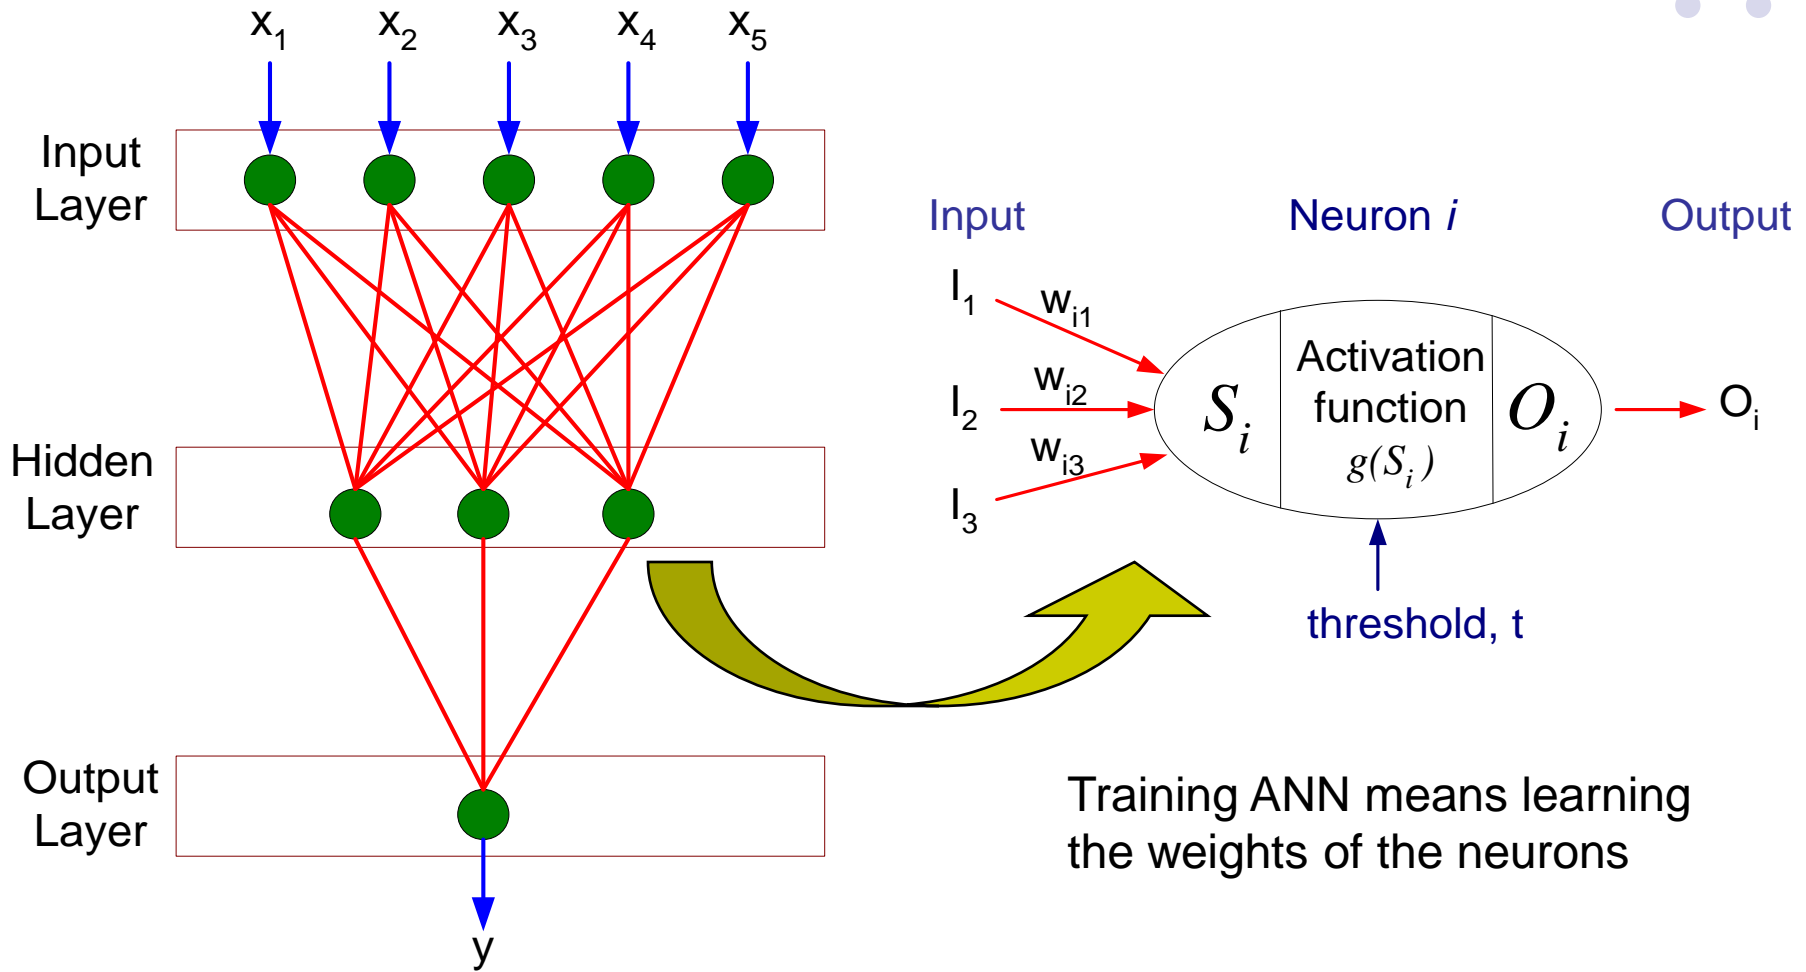 x1 x2 x3 x4 x5
Input
Layer
Hidden
Layer
Output
Layer
y
Input Neuron i Output
I1 wi1
I2 wi2
I3 wi3
Si
Activation
function
g(Si)
Oi
Oi
threshold, t
Training ANN means learning
the weights of the neurons